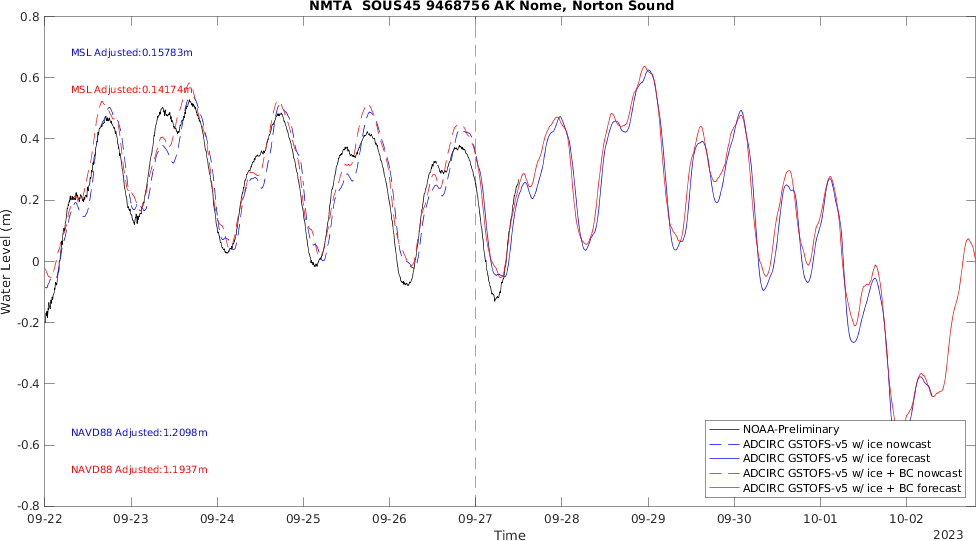 NMTA SOUS45 9468756 AK Nome, Norton Sound
0.8
0.6
0.4
0.2
0
-0.2
-0.4
-0.6
-0.8
Water Level (m)
MSL Adjusted:0.15783m
MSL Adjusted:0.14174m
NAVD88 Adjusted:1.2098m
NAVD88 Adjusted:1.1937m
NOAA-Preliminary
ADCIRC GSTOFS-v5 w/ ice nowcast
ADCIRC GSTOFS-v5 w/ ice forecast
ADCIRC GSTOFS-v5 w/ ice + BC nowcast
ADCIRC GSTOFS-v5 w/ ice + BC forecast
09-22 09-23 09-24 09-25 09-26 09-27 09-28 09-29 09-30 10-01 10-02
Time
2023